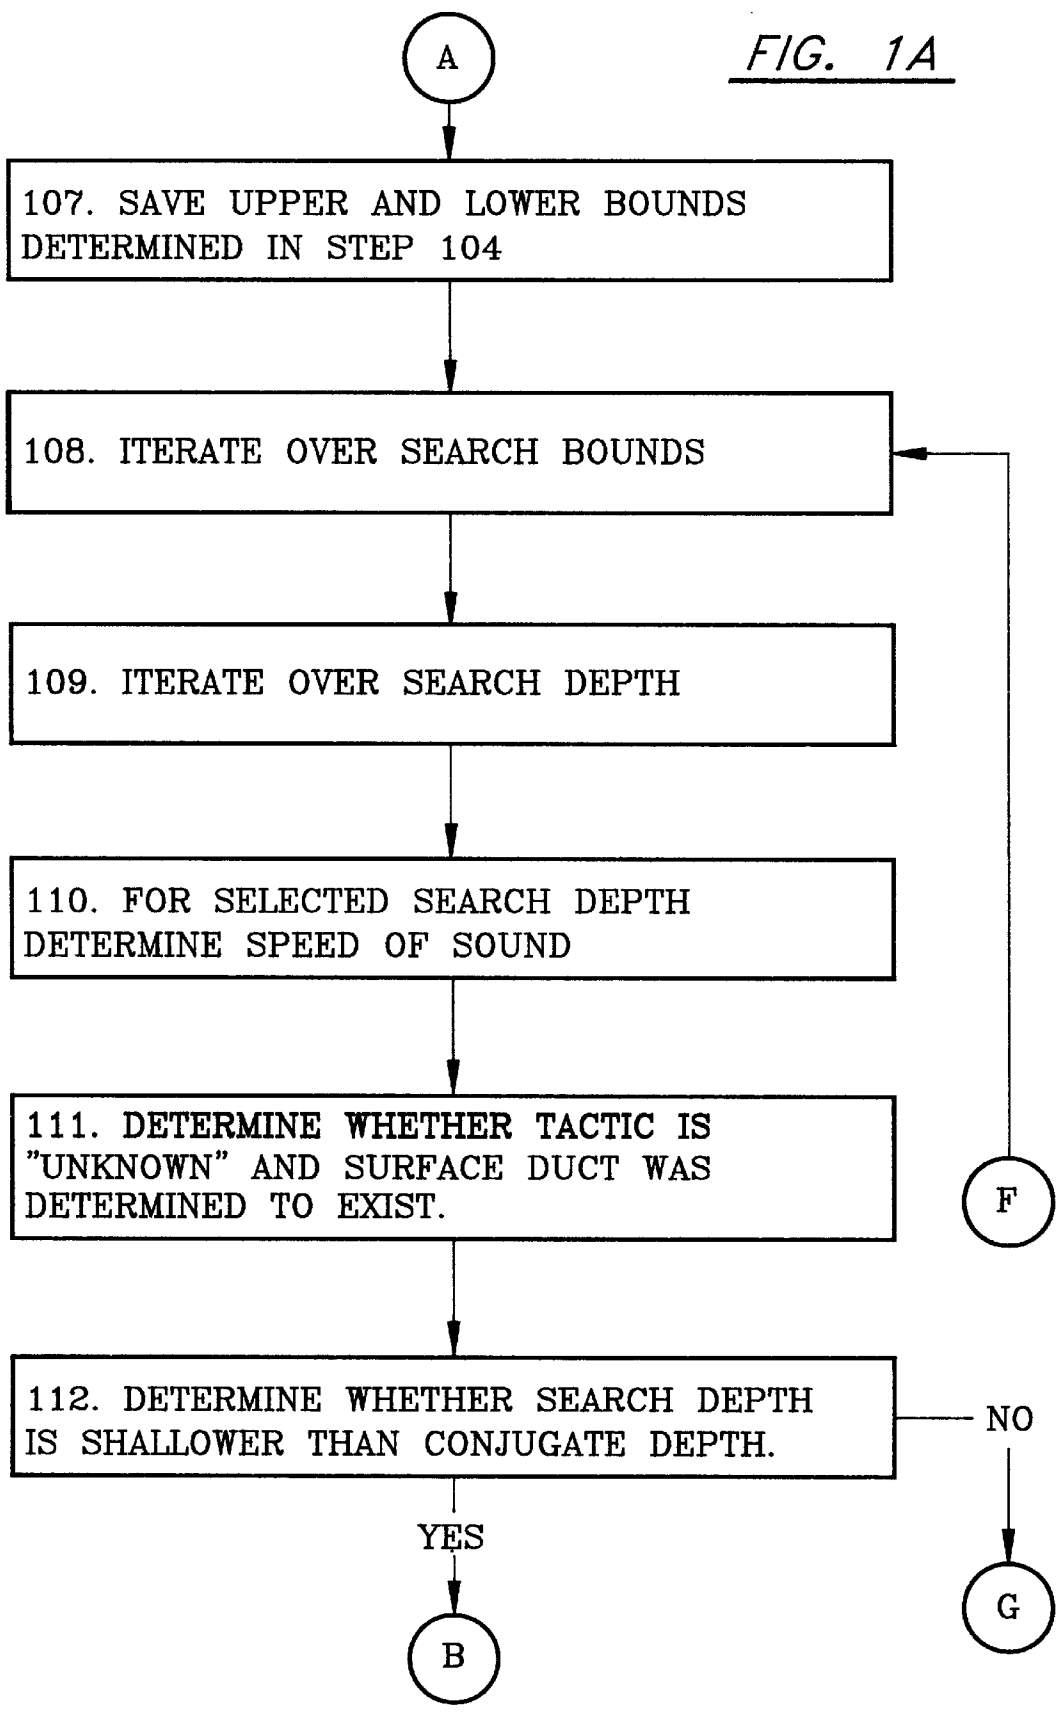 A
FIG. 1A
107. SAVE UPPER AND LOWER BOUNDS
DETERMINED IN STEP 104
108. ITERATE OVER SEARCH BOUNDS
109. ITERATE OVER SEARCH DEPTH
110. FOR SELECTED SEARCH DEPTH
DETERMINE SPEED OF SOUND
111. DETERMINE WHETHER TACTIC IS
"UNKNOWN" AND SURFACE DUCT WAS
DETERMINED TO EXIST.
F
112. DETERMINE WHETHER SEARCH DEPTH
IS SHALLOWER THAN CONJUGATE DEPTH.
NO
YES
G
B